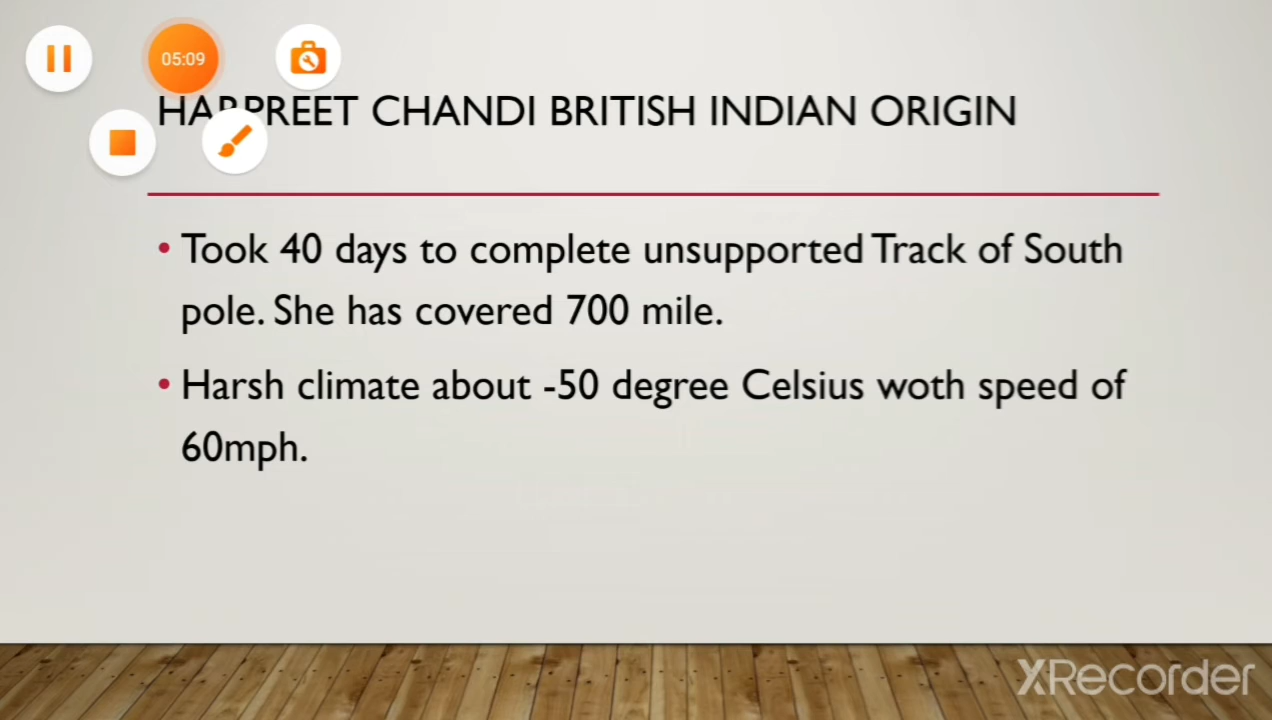 05:09
HARPREET CHANDI BRITISH INDIAN ORIGIN
• Took 40 days to complete unsupported Track of South
pole. She has covered 700 mile.
• Harsh climate about -50 degree Celsius woth speed of
60mph.
XRecorder